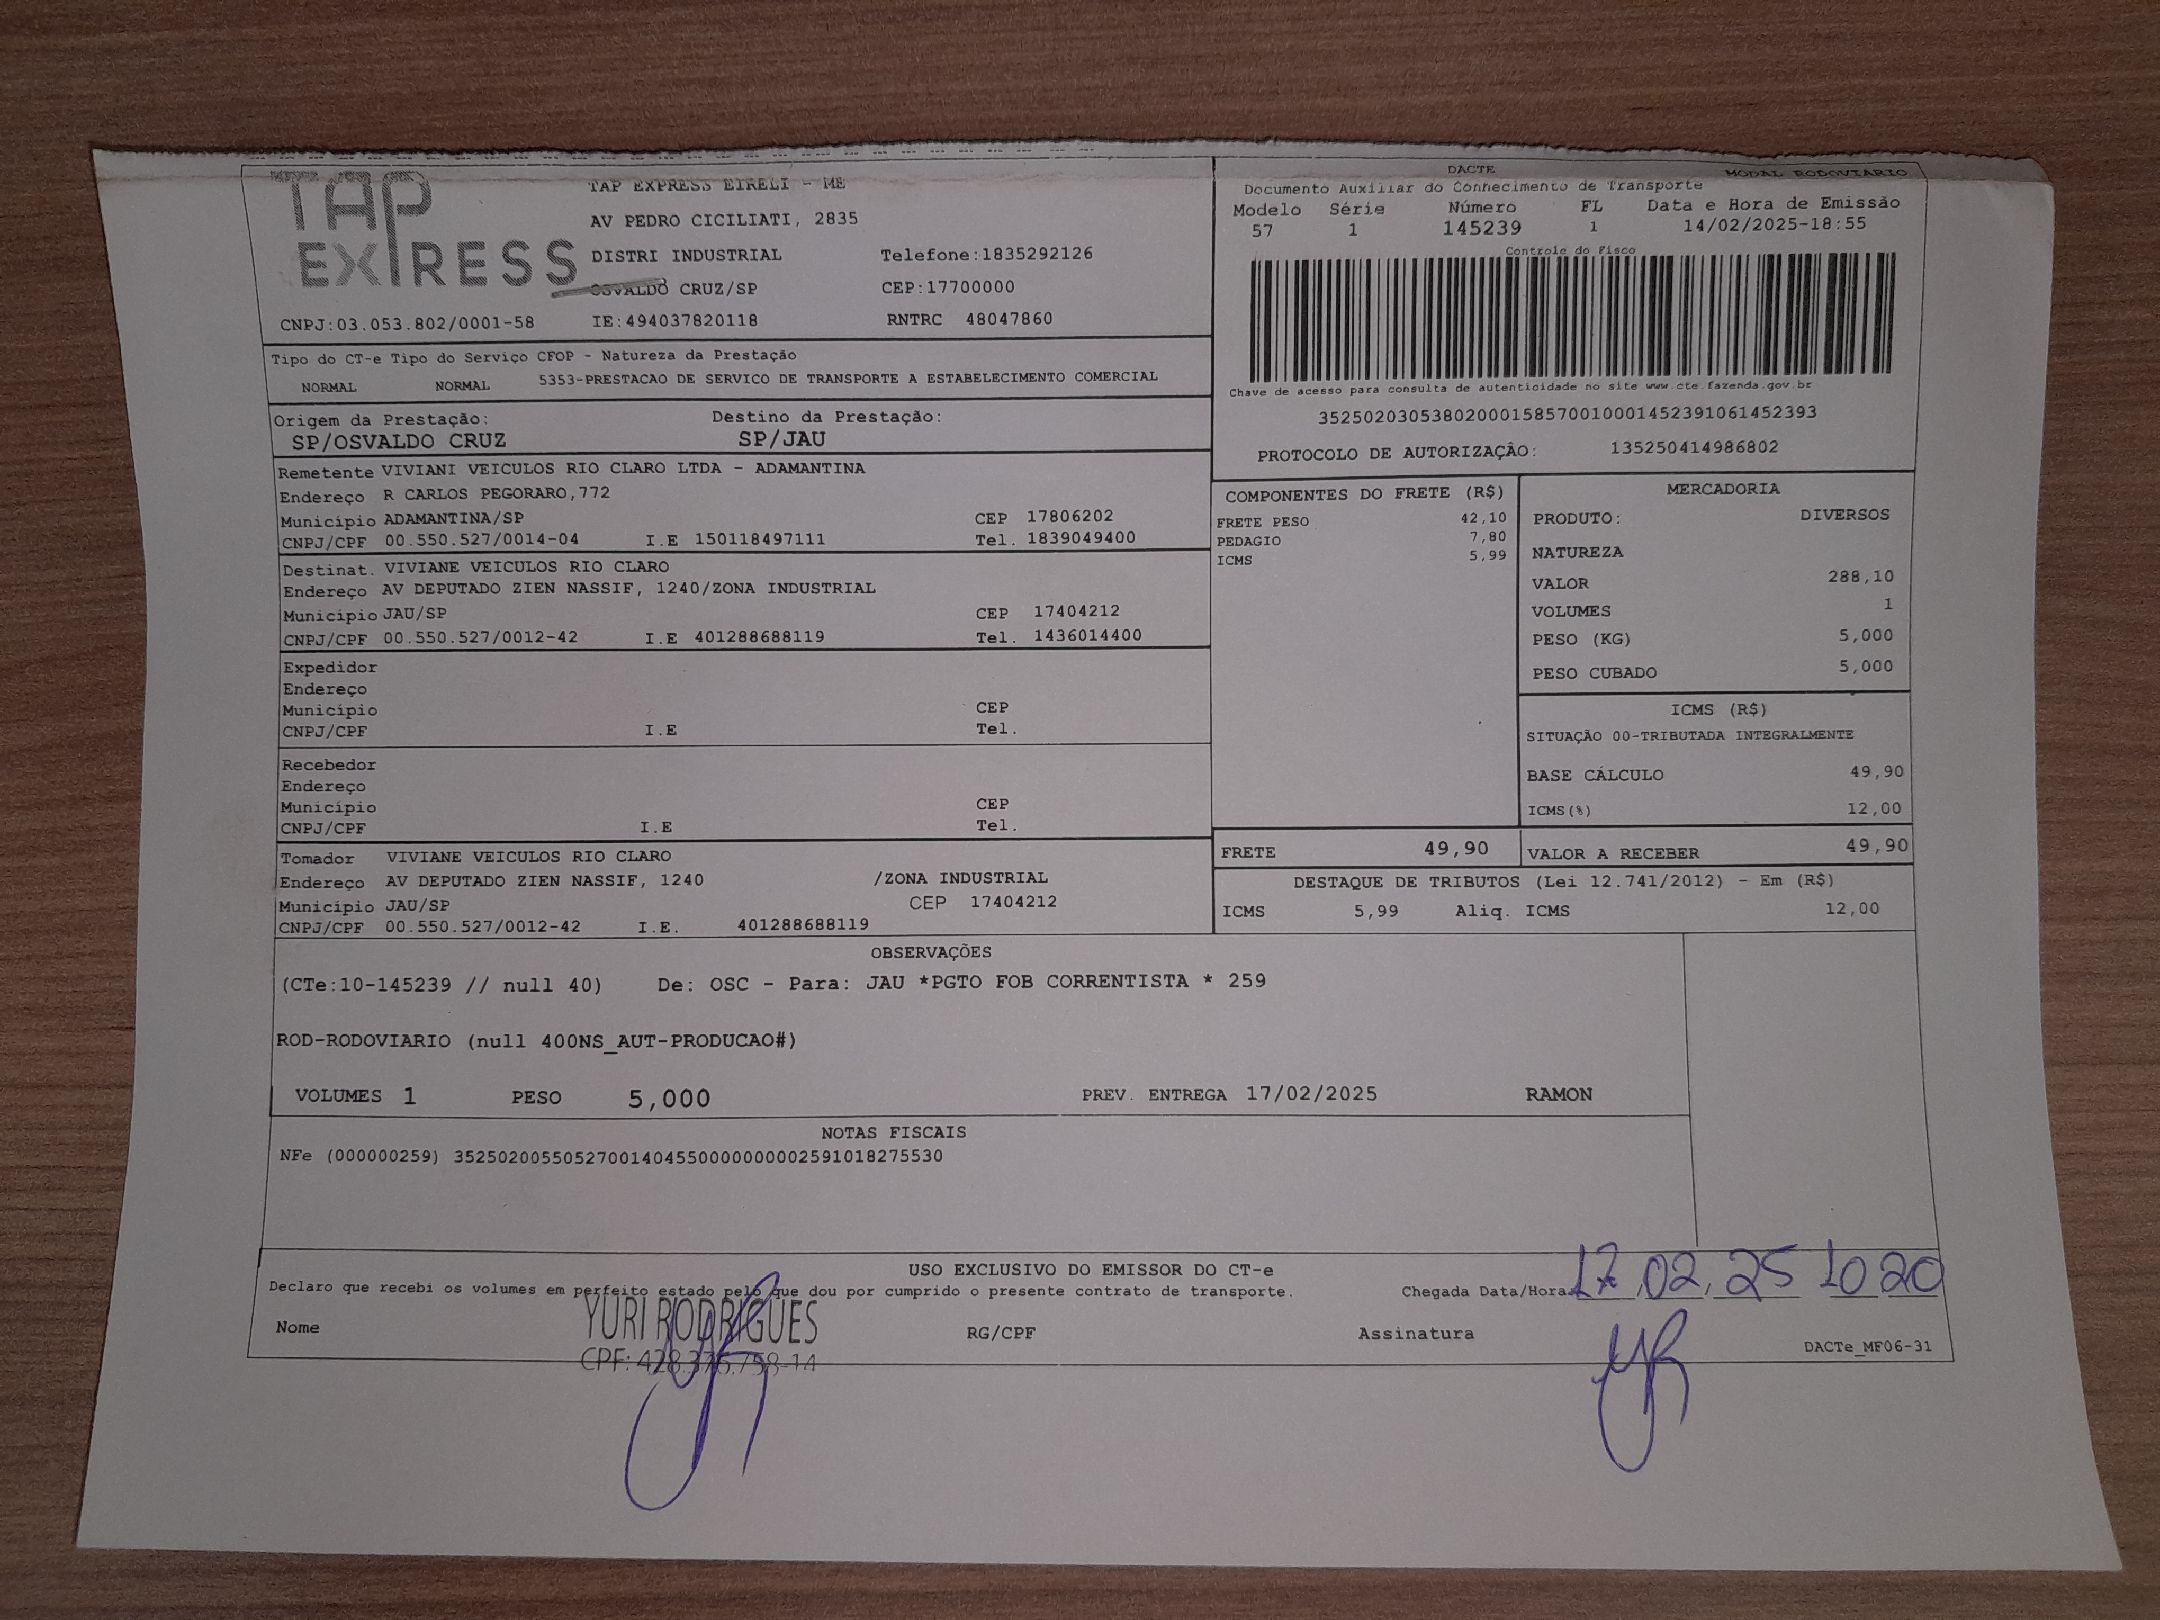 TAP EXPRESS
TAP EXPRESS EIRELI - ME
AV PEDRO CICILIATI, 2835
DISTRI INDUSTRIAL Telefone:1835292126
OSVALDO CRUZ/SP CEP:17700000
CNPJ:03.053.802/0001-58 IE:494037820118 RNTRC 48047860
DACTE MODAL RODOVIARIO
Documento Auxiliar do Conhecimento de Transporte
Modelo Série Número FL Data e Hora de Emissão
57 1 145239 1 14/02/2025-18:55
Controle do Fisco
Chave de acesso para consulta de autenticidade no site www.cte.fazenda.gov.br
35250203053802000158570010001452391061452393
PROTOCOLO DE AUTORIZAÇÃO: 135250414986802
Tipo do CT-e Tipo do Serviço CFOP - Natureza da Prestação
NORMAL NORMAL 5353-PRESTACAO DE SERVICO DE TRANSPORTE A ESTABELECIMENTO COMERCIAL
Origem da Prestação: Destino da Prestação:
SP/OSVALDO CRUZ SP/JAU
Remetente VIVIANI VEICULOS RIO CLARO LTDA - ADAMANTINA
Endereço R CARLOS PEGORARO,772
Município ADAMANTINA/SP CEP 17806202
CNPJ/CPF 00.550.527/0014-04 I.E 150118497111 Tel. 1839049400
Destinat. VIVIANE VEICULOS RIO CLARO
Endereço AV DEPUTADO ZIEN NASSIF, 1240/ZONA INDUSTRIAL
Município JAU/SP CEP 17404212
CNPJ/CPF 00.550.527/0012-42 I.E 401288688119 Tel. 1436014400
Expedidor
Endereço
Município CEP
CNPJ/CPF I.E Tel.
Recebedor
Endereço
Município CEP
CNPJ/CPF I.E Tel.
Tomador VIVIANE VEICULOS RIO CLARO
Endereço AV DEPUTADO ZIEN NASSIF, 1240 /ZONA INDUSTRIAL
Município JAU/SP CEP 17404212
CNPJ/CPF 00.550.527/0012-42 I.E. 401288688119
COMPONENTES DO FRETE (R$)
FRETE PESO 42,10
PEDAGIO 7,80
ICMS 5,99
MERCADORIA
PRODUTO: DIVERSOS
NATUREZA
VALOR 288,10
VOLUMES 1
PESO (KG) 5,000
PESO CUBADO 5,000
ICMS (R$)
SITUAÇÃO 00-TRIBUTADA INTEGRALMENTE
BASE CÁLCULO 49,90
ICMS(%) 12,00
FRETE 49,90 VALOR A RECEBER 49,90
DESTAQUE DE TRIBUTOS (Lei 12.741/2012) - Em (R$)
ICMS 5,99 Aliq. ICMS 12,00
OBSERVAÇÕES
(CTe:10-145239 // null 40) De: OSC - Para: JAU *PGTO FOB CORRENTISTA * 259
ROD-RODOVIARIO (null 400NS_AUT-PRODUCAO#)
VOLUMES 1 PESO 5,000 PREV. ENTREGA 17/02/2025 RAMON
NOTAS FISCAIS
NFe (000000259) 35250200550527001404550000000002591018275530
USO EXCLUSIVO DO EMISSOR DO CT-e
Declaro que recebi os volumes em perfeito estado pelo que dou por cumprido o presente contrato de transporte. Chegada Data/Hora 17,02,25 10 20
Nome YURI RODRIGUES RG/CPF Assinatura YR
CPF: 428.376.758-14
DACTe_MF06-31